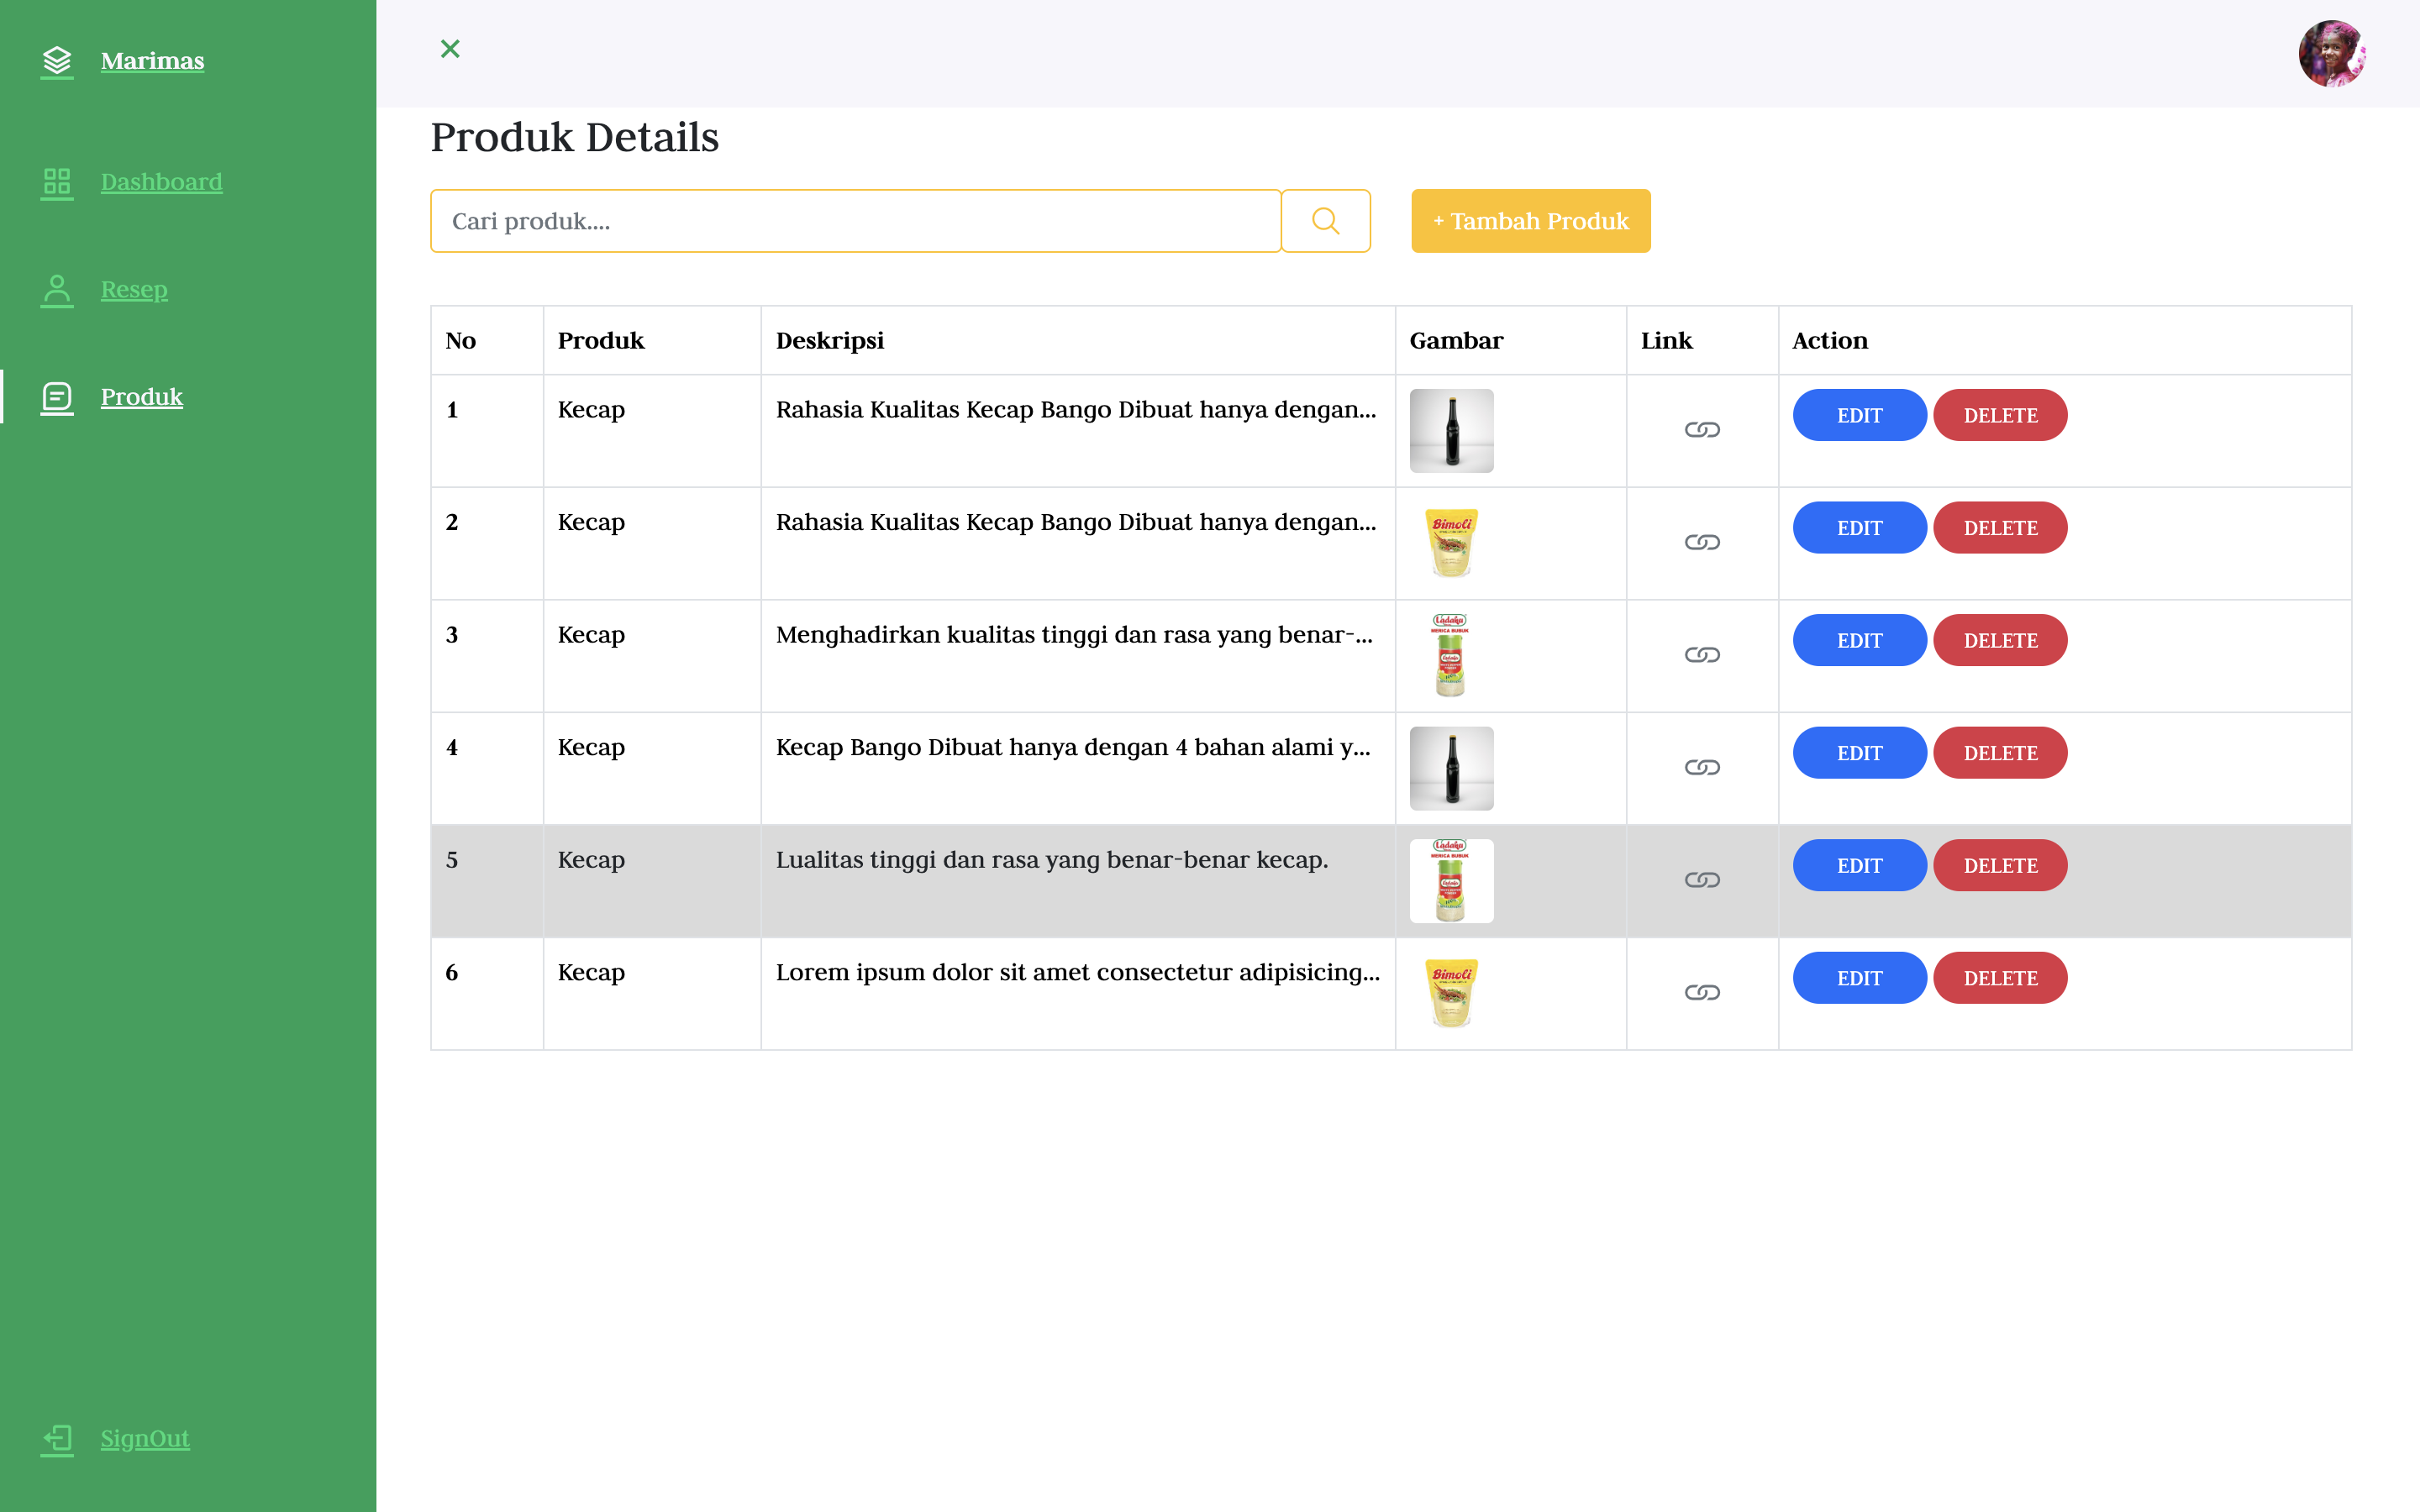 Marimas
Dashboard
Resep
Produk
SignOut
Produk Details
Cari produk....
+ Tambah Produk
No Produk Deskripsi Gambar Link Action
1 Kecap Rahasia Kualitas Kecap Bango Dibuat hanya dengan... EDIT DELETE
2 Kecap Rahasia Kualitas Kecap Bango Dibuat hanya dengan... Bimoli EDIT DELETE
3 Kecap Menghadirkan kualitas tinggi dan rasa yang benar-... Ladaku MERICA BUBUK EDIT DELETE
4 Kecap Kecap Bango Dibuat hanya dengan 4 bahan alami y... EDIT DELETE
5 Kecap Lualitas tinggi dan rasa yang benar-benar kecap. Ladaku MERICA BUBUK EDIT DELETE
6 Kecap Lorem ipsum dolor sit amet consectetur adipisicing... Bimoli EDIT DELETE